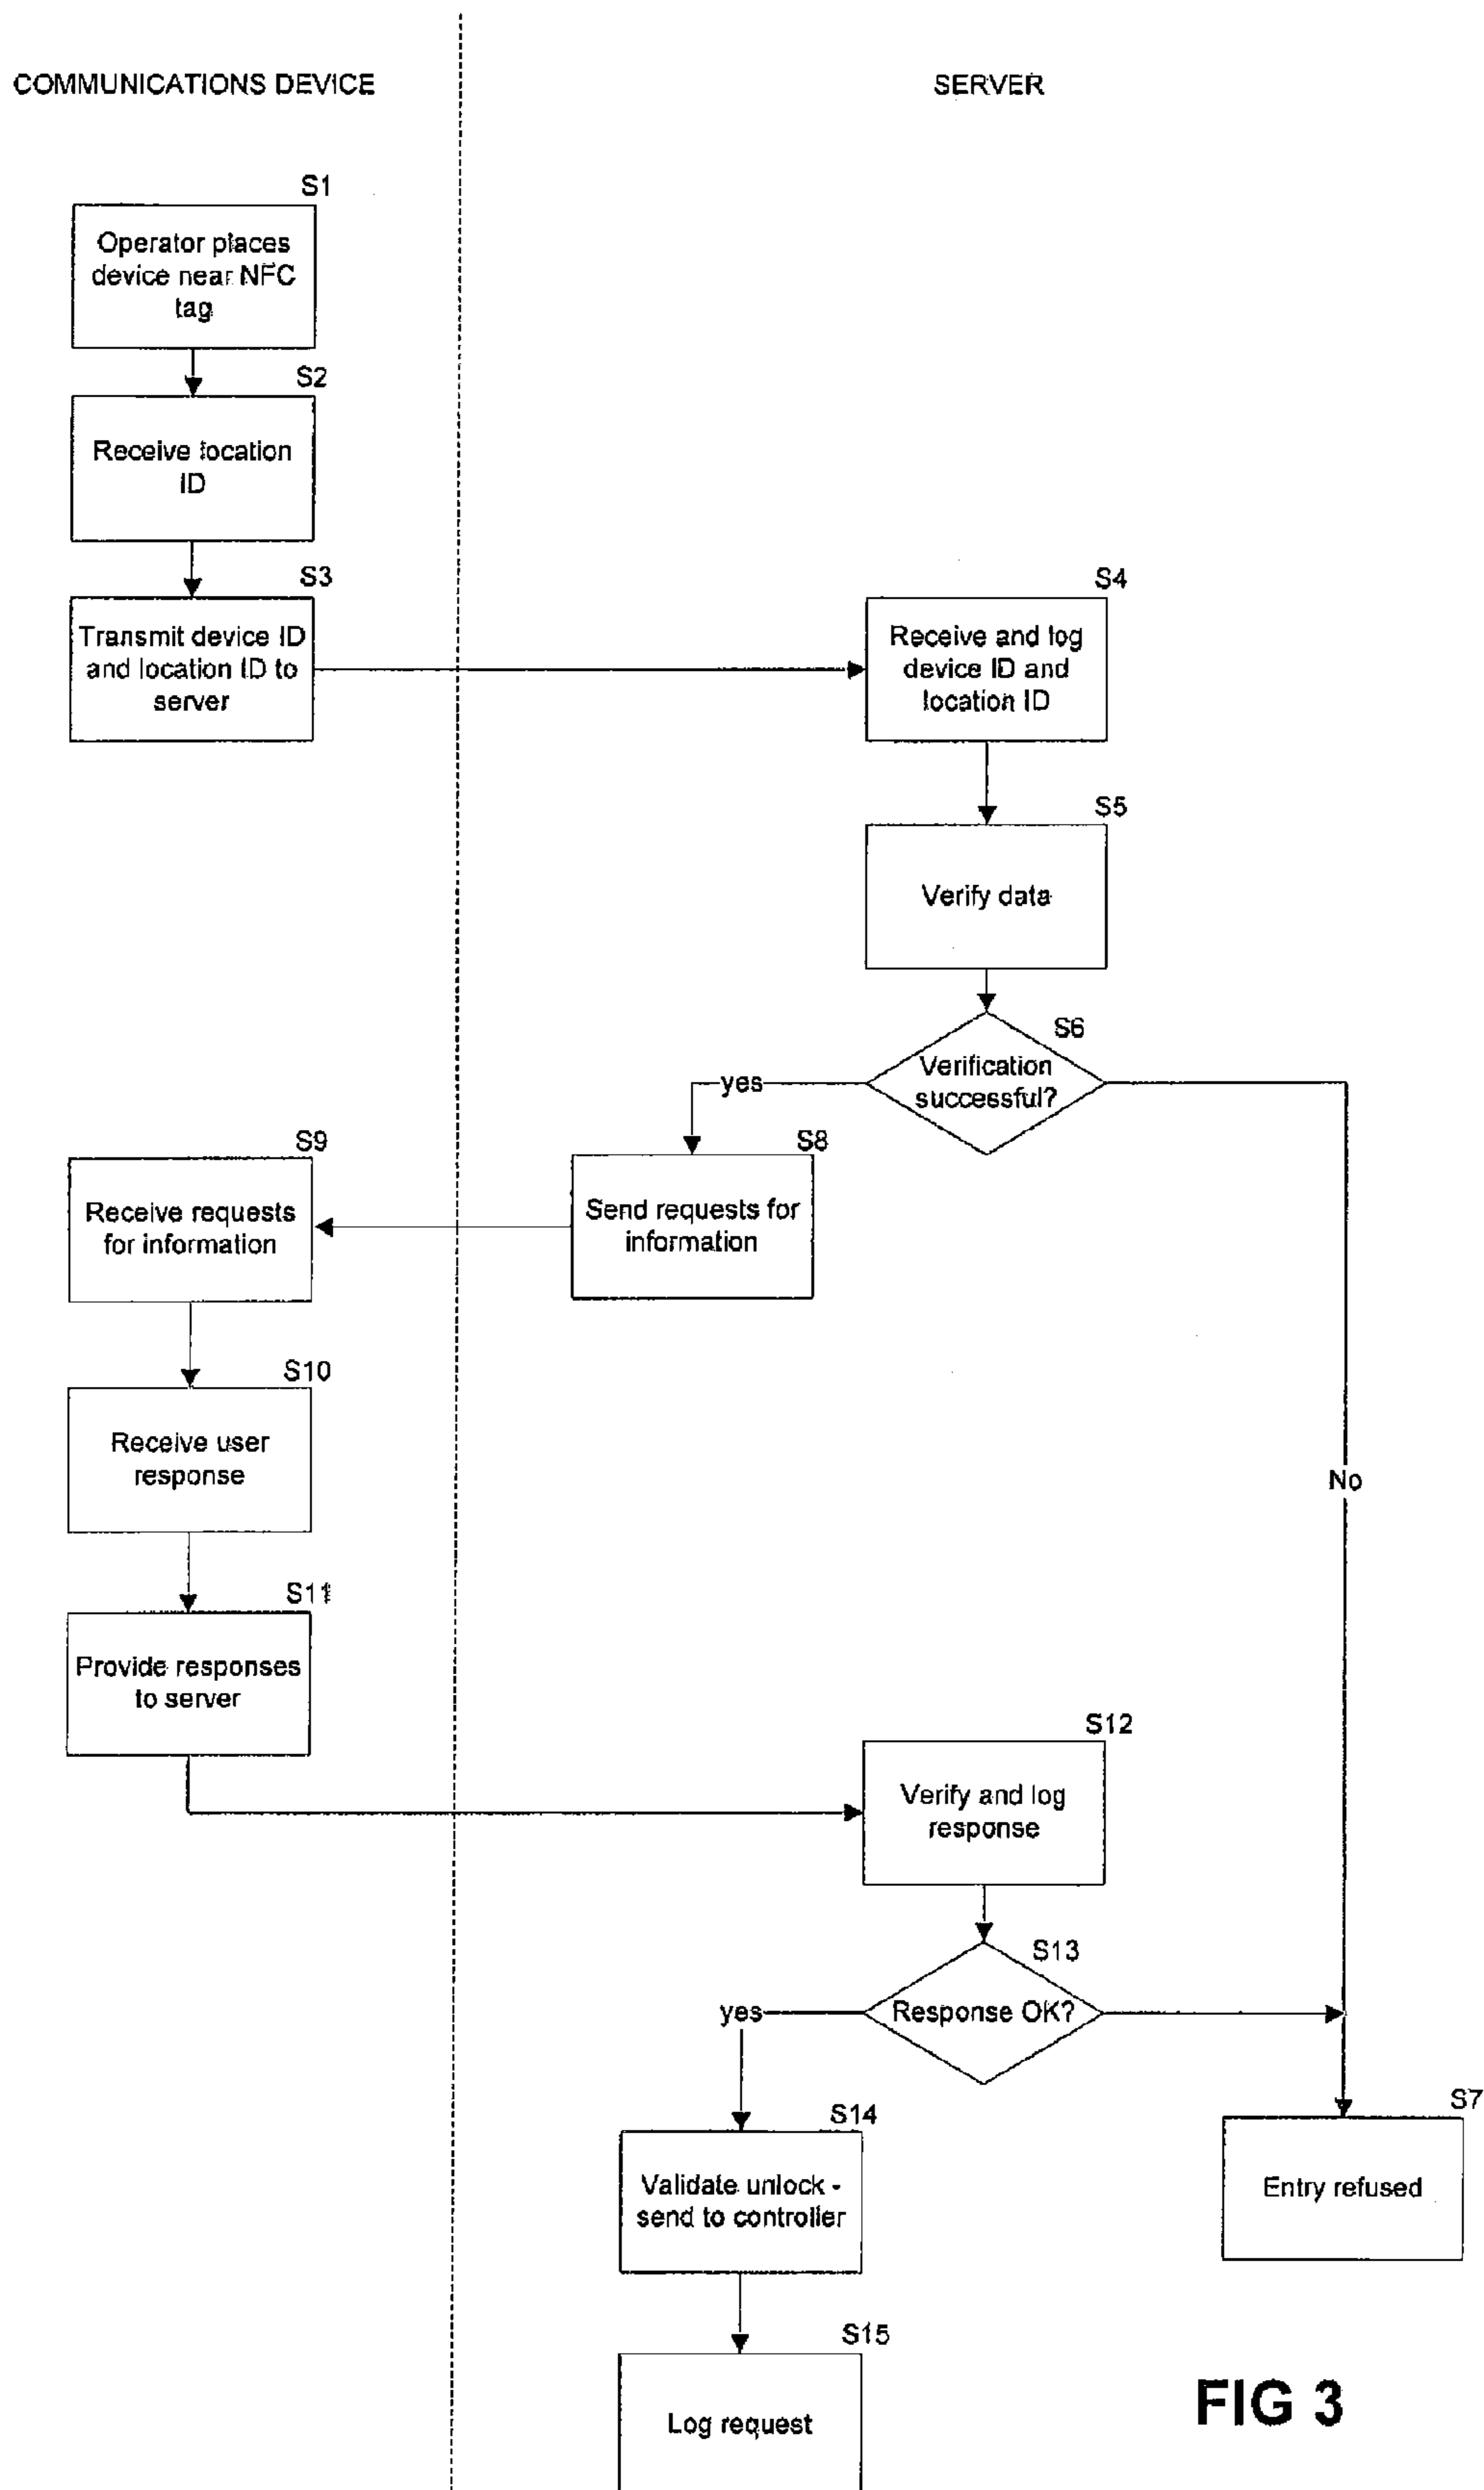 COMMUNICATIONS DEVICE
SERVER
S1
Operator places
device near NFC
tag
S2
Receive location
ID
S3
Transmit device ID
and location ID to
server
S4
Receive and log
device ID and
location ID
S5
Verify data
S6
Verification
successful?
yes
No
S8
Send requests for
information
S9
Receive requests
for information
S10
Receive user
response
S11
Provide responses
to server
S12
Verify and log
response
S13
Response OK?
yes
S7
Entry refused
S14
Validate unlock -
send to controller
S15
Log request
FIG 3